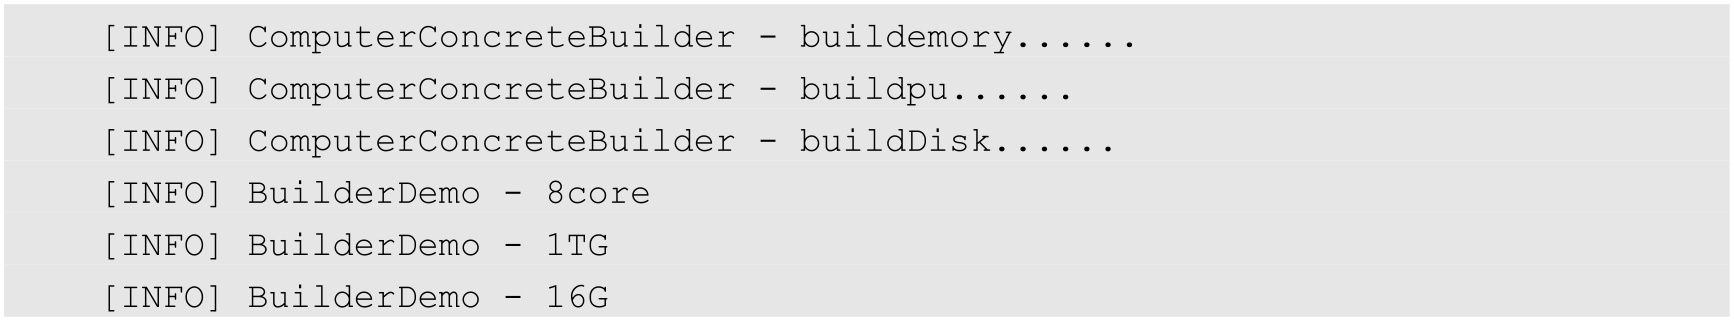 [INFO] ComputerConcreteBuilder - buildemory......
[INFO] ComputerConcreteBuilder - buildpu......
[INFO] ComputerConcreteBuilder - buildDisk......
[INFO] BuilderDemo - 8core
[INFO] BuilderDemo - 1TG
[INFO] BuilderDemo - 16G